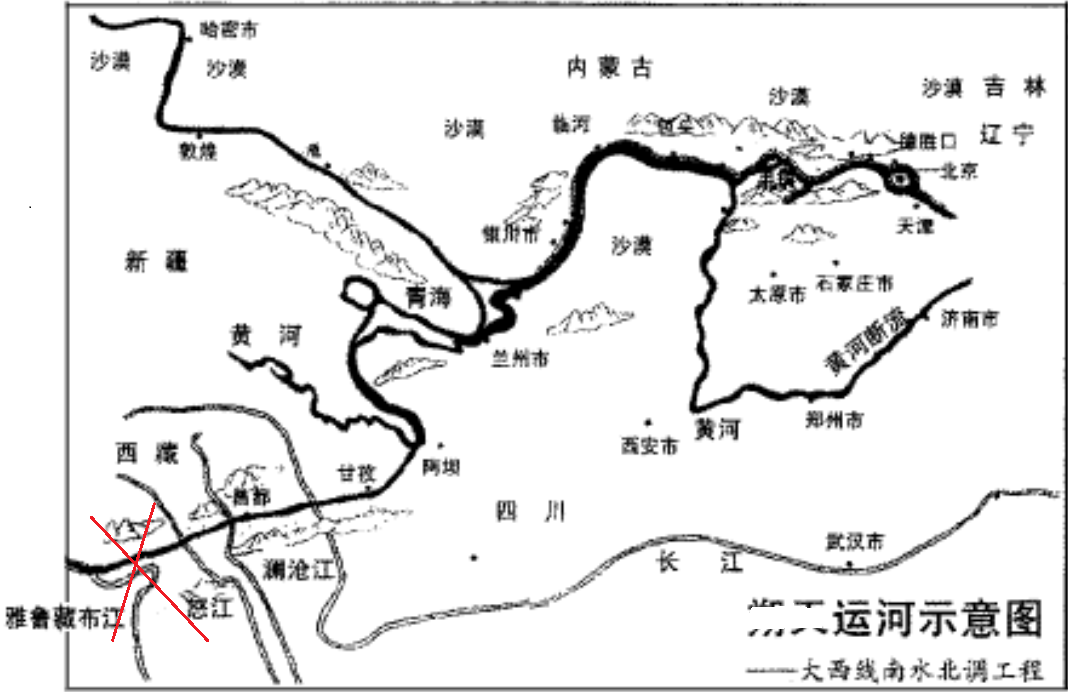 哈密市
沙漠
沙漠
内蒙古
沙漠
沙漠
吉林
沙漠
临河
包头
德胜口
辽宁
敦煌
北京
天津
银川市
沙漠
新疆
石家庄市
太原市
青海
黄河
济南市
黄河断流
兰州市
郑州市
黄河
西安市
西藏
阿坝
甘孜
昌都
四川
武汉市
长江
澜沧江
怒江
雅鲁藏布江
运河示意图
——大西线南水北调工程